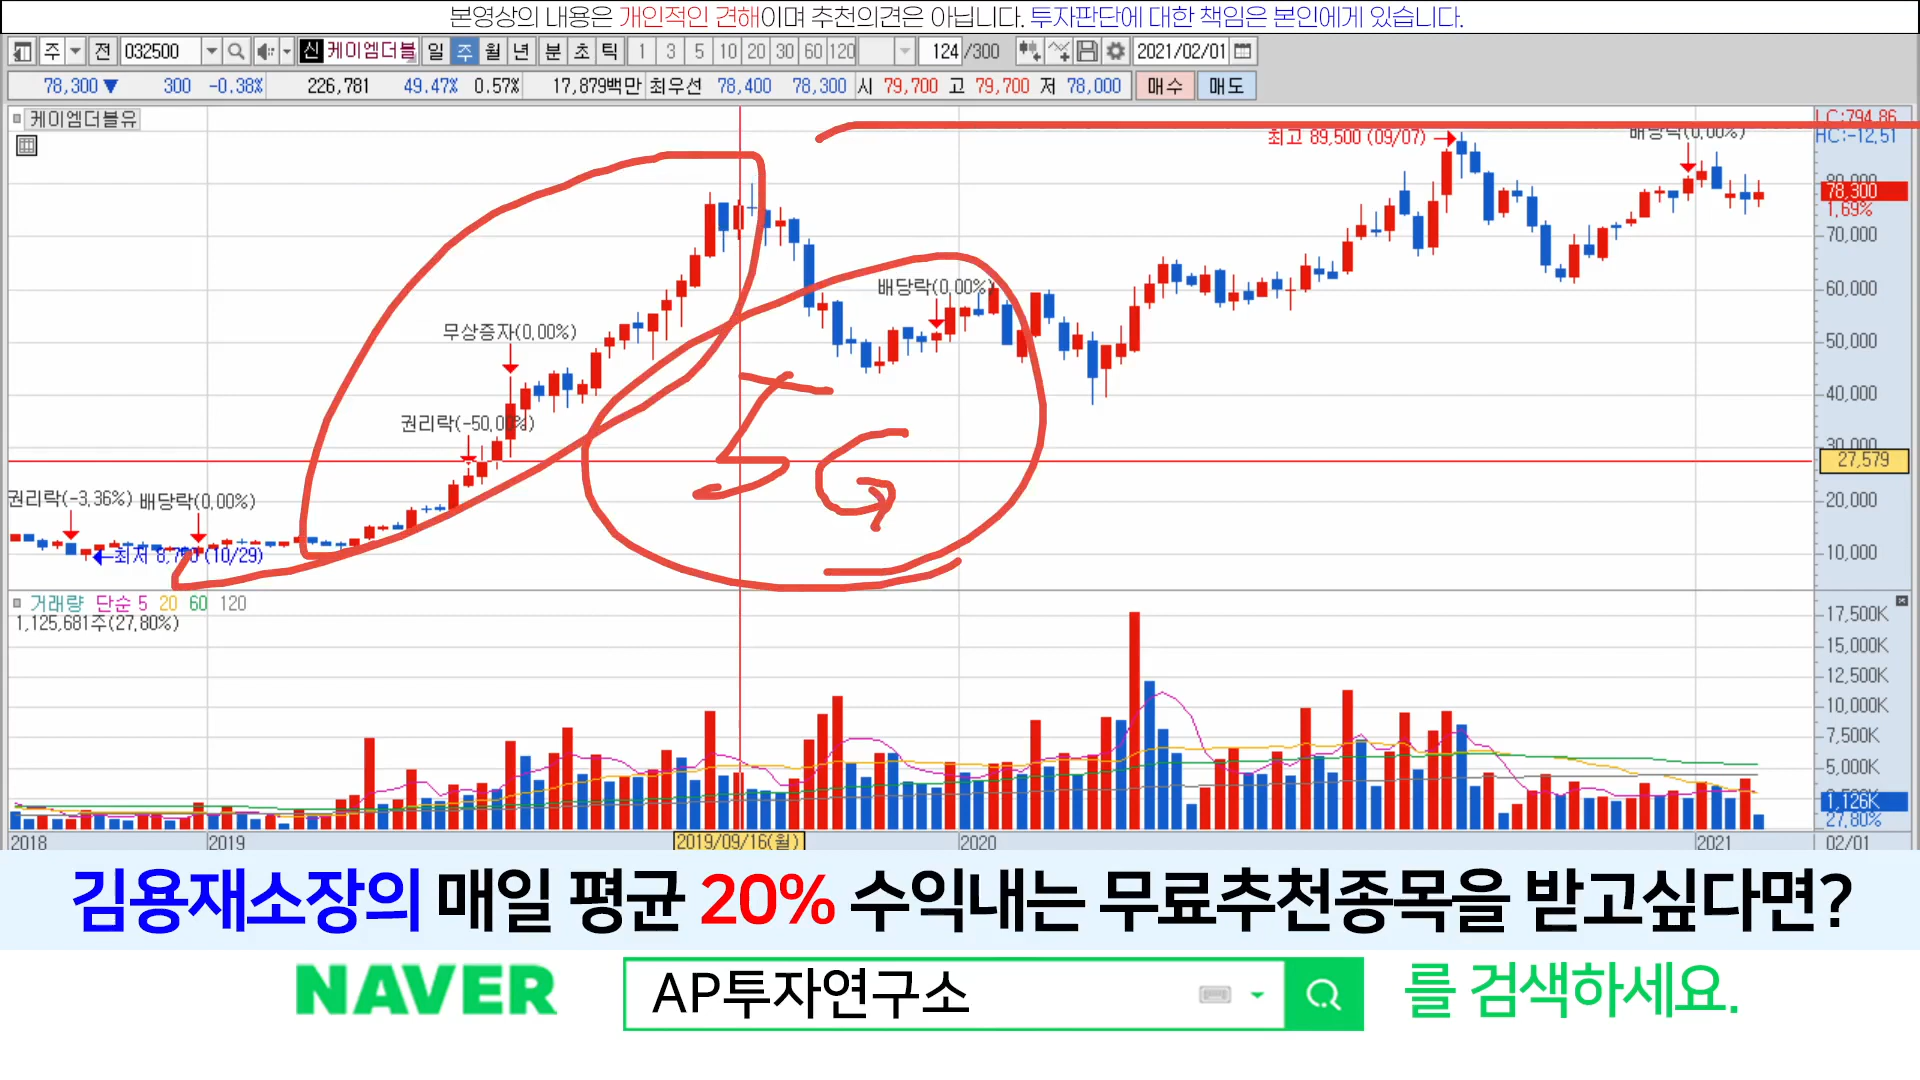 본영상의 내용은 개인적인 견해이며 추천의견은 아닙니다. 투자판단에 대한 책임은 본인에게 있습니다.
주 전 032500 신 케이엠더블 일 주 월 년 분 초 틱 1 3 5 10 20 30 60 120 124 /300 2021/02/01
78,300 ▼ 300 -0.38% 226,781 49.47% 0.57% 17,879백만 최우선 78,400 78,300 시 79,700 고 79,700 저 78,000 매수 매도
케이엠더블유
LC:794.86
HC:-12.51
최고 89,500 (09/07)
배당락(0.00%)
80,000
78,300
1.69%
70,000
배당락(0.00%)
60,000
무상증자(0.00%)
50,000
40,000
권리락(-50.00%)
5G
30,000
27,579
권리락(-3.36%) 배당락(0.00%)
20,000
최저 (10/29)
10,000
거래량 단순 5 20 60 120
1,125,681주(27.80%)
17,500K
15,000K
12,500K
10,000K
7,500K
5,000K
1,126K
27.80%
2018 2019 2019/09/16(월) 2020 2021 02/01
김용재소장의 매일 평균 20% 수익내는 무료추천종목을 받고싶다면?
NAVER AP투자연구소 를 검색하세요.